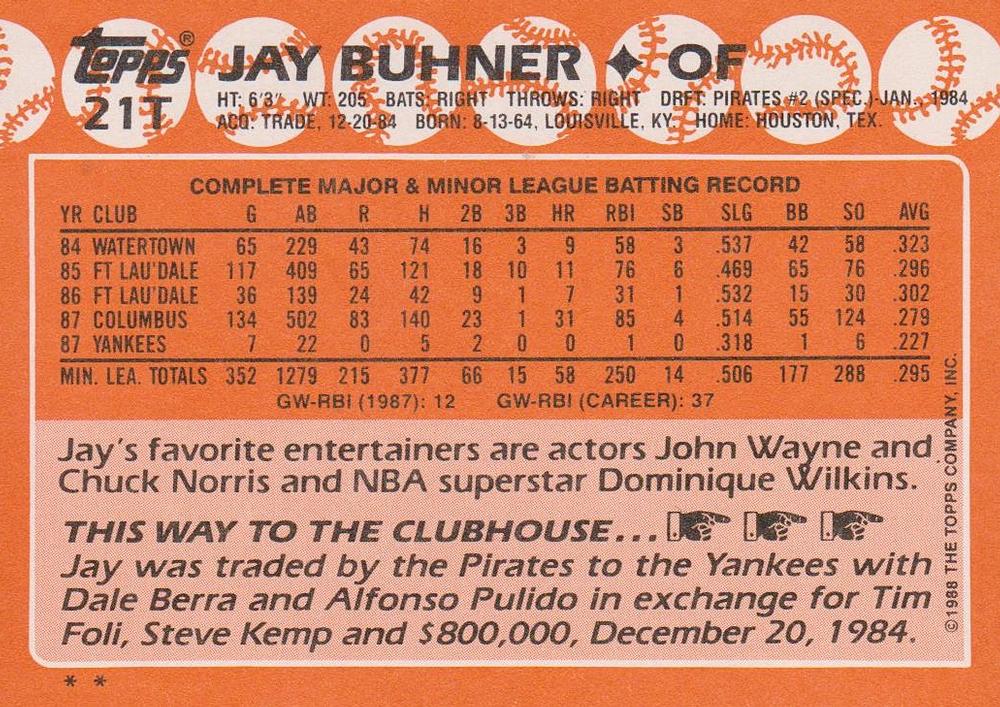 Topps® JAY BUHNER ✦ OF
21T
HT: 6'3" WT: 205 BATS: RIGHT THROWS: RIGHT DRFT: PIRATES #2 (SPEC.)-JAN., 1984
ACQ: TRADE, 12-20-84 BORN: 8-13-64, LOUISVILLE, KY. HOME: HOUSTON, TEX.
COMPLETE MAJOR & MINOR LEAGUE BATTING RECORD
YR CLUB G AB R H 2B 3B HR RBI SB SLG BB SO AVG
84 WATERTOWN 65 229 43 74 16 3 9 58 3 .537 42 58 .323
85 FT LAU'DALE 117 409 65 121 18 10 11 76 6 .469 65 76 .296
86 FT LAU'DALE 36 139 24 42 9 1 7 31 1 .532 15 30 .302
87 COLUMBUS 134 502 83 140 23 1 31 85 4 .514 55 124 .279
87 YANKEES 7 22 0 5 2 0 0 1 0 .318 1 6 .227
MIN. LEA. TOTALS 352 1279 215 377 66 15 58 250 14 .506 177 288 .295
GW-RBI (1987): 12 GW-RBI (CAREER): 37
Jay's favorite entertainers are actors John Wayne and
Chuck Norris and NBA superstar Dominique Wilkins.
THIS WAY TO THE CLUBHOUSE...
Jay was traded by the Pirates to the Yankees with
Dale Berra and Alfonso Pulido in exchange for Tim
Foli, Steve Kemp and $800,000, December 20, 1984.
©1988 THE TOPPS COMPANY, INC.
* *